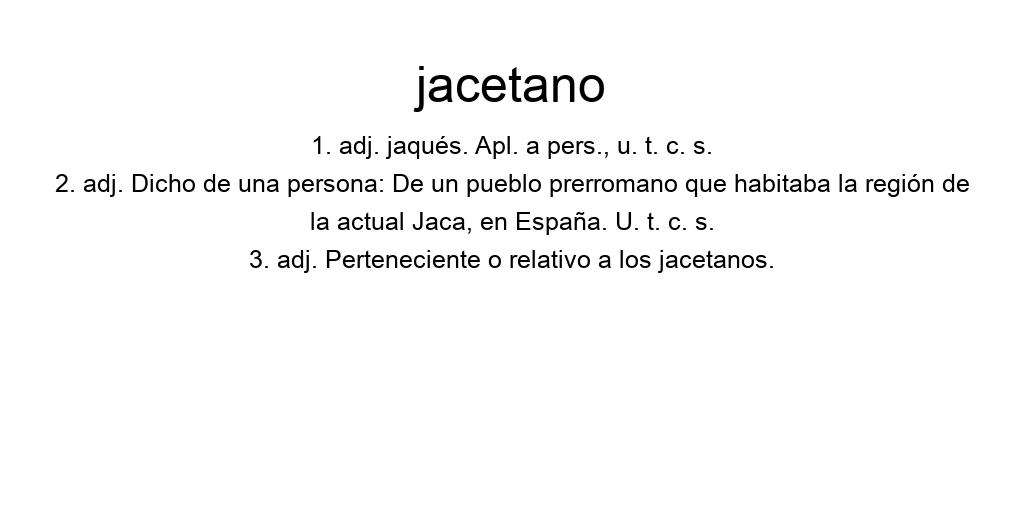 jacetano
1. adj. jaqués. Apl. a pers., u. t. c. s.
2. adj. Dicho de una persona: De un pueblo prerromano que habitaba la región de
la actual Jaca, en España. U. t. c. s.
3. adj. Perteneciente o relativo a los jacetanos.